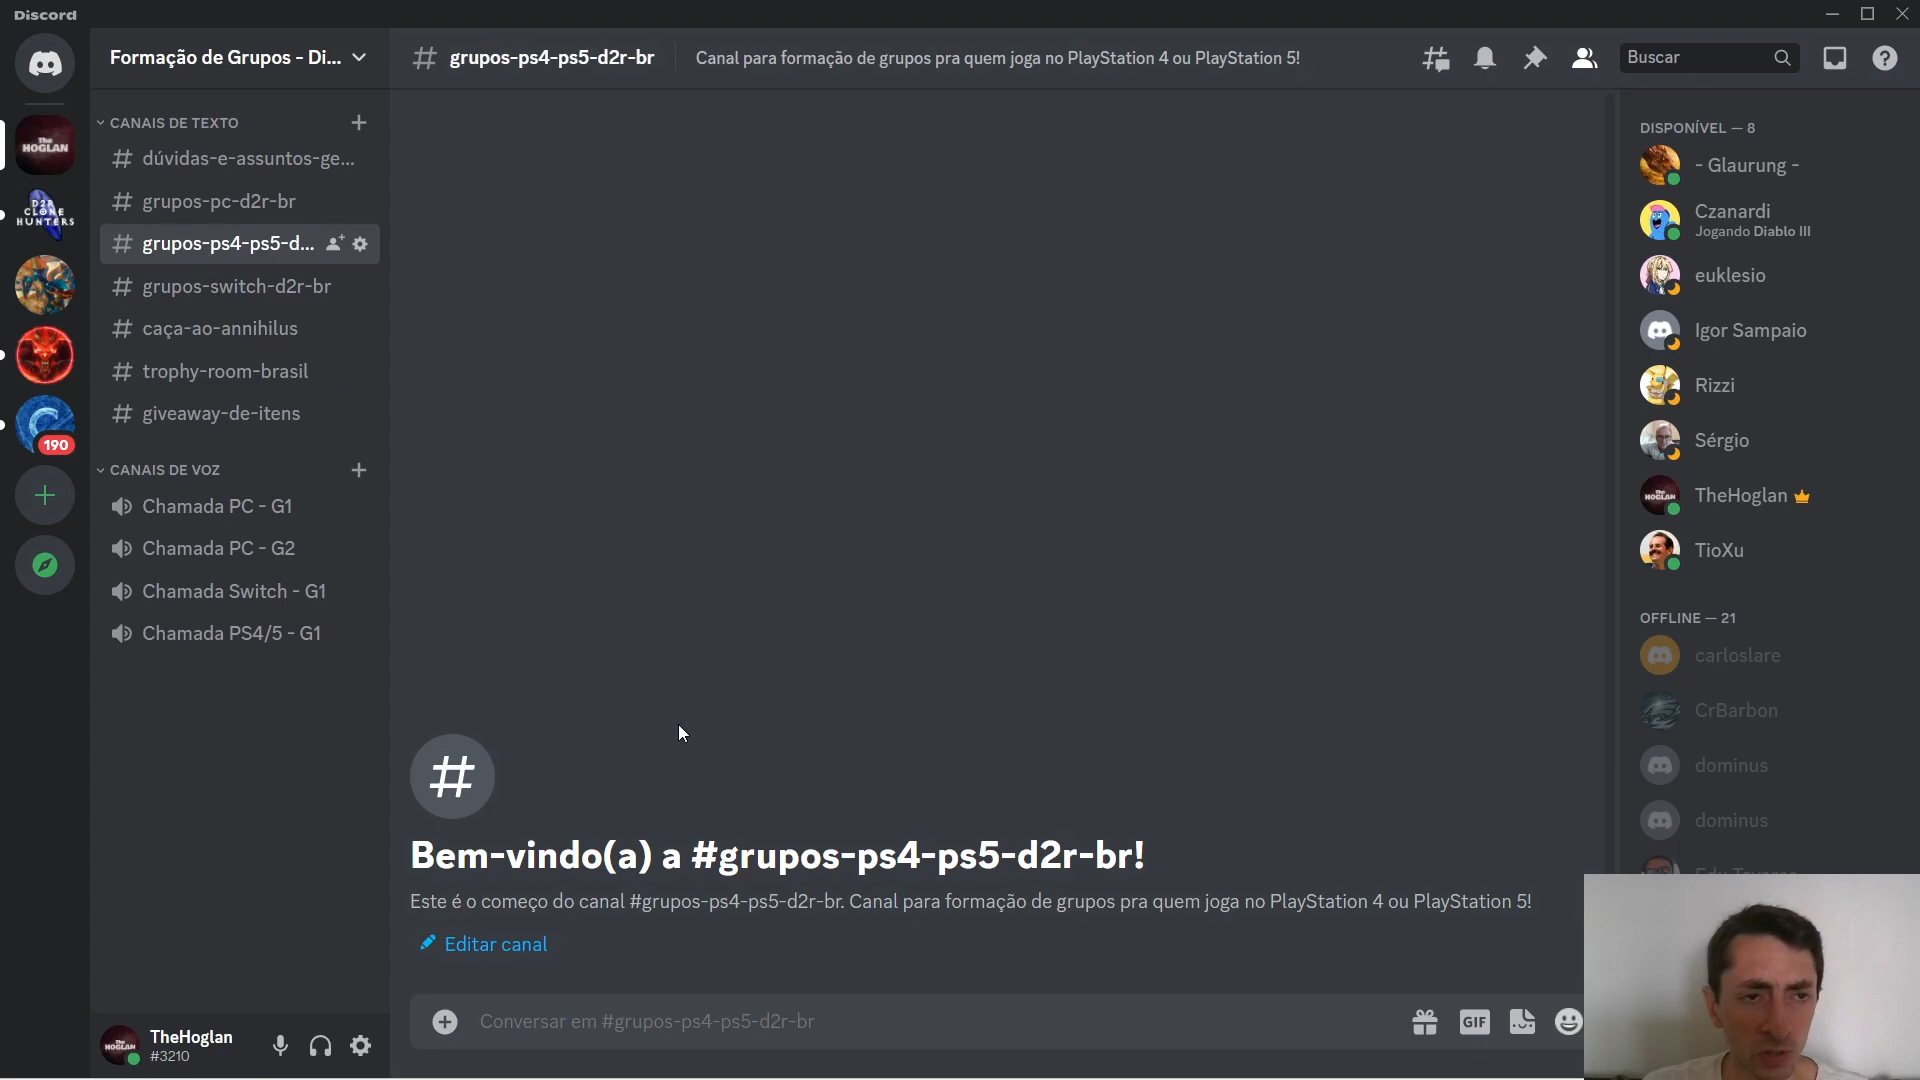 Discord
Formação de Grupos - Di...
grupos-ps4-ps5-d2r-br
Canal para formação de grupos pra quem joga no PlayStation 4 ou PlayStation 5!
Buscar
The HOGLAN
D2R CLONE HUNTERS
190
CANAIS DE TEXTO
dúvidas-e-assuntos-ge...
grupos-pc-d2r-br
grupos-ps4-ps5-d...
grupos-switch-d2r-br
caça-ao-annihilus
trophy-room-brasil
giveaway-de-itens
CANAIS DE VOZ
Chamada PC - G1
Chamada PC - G2
Chamada Switch - G1
Chamada PS4/5 - G1
TheHoglan
#3210
Bem-vindo(a) a #grupos-ps4-ps5-d2r-br!
Este é o começo do canal #grupos-ps4-ps5-d2r-br. Canal para formação de grupos pra quem joga no PlayStation 4 ou PlayStation 5!
Editar canal
Conversar em #grupos-ps4-ps5-d2r-br
GIF
DISPONÍVEL — 8
- Glaurung -
Czanardi
Jogando Diablo III
euklesio
Igor Sampaio
Rizzi
Sérgio
TheHoglan
TioXu
OFFLINE — 21
carloslare
CrBarbon
dominus
dominus